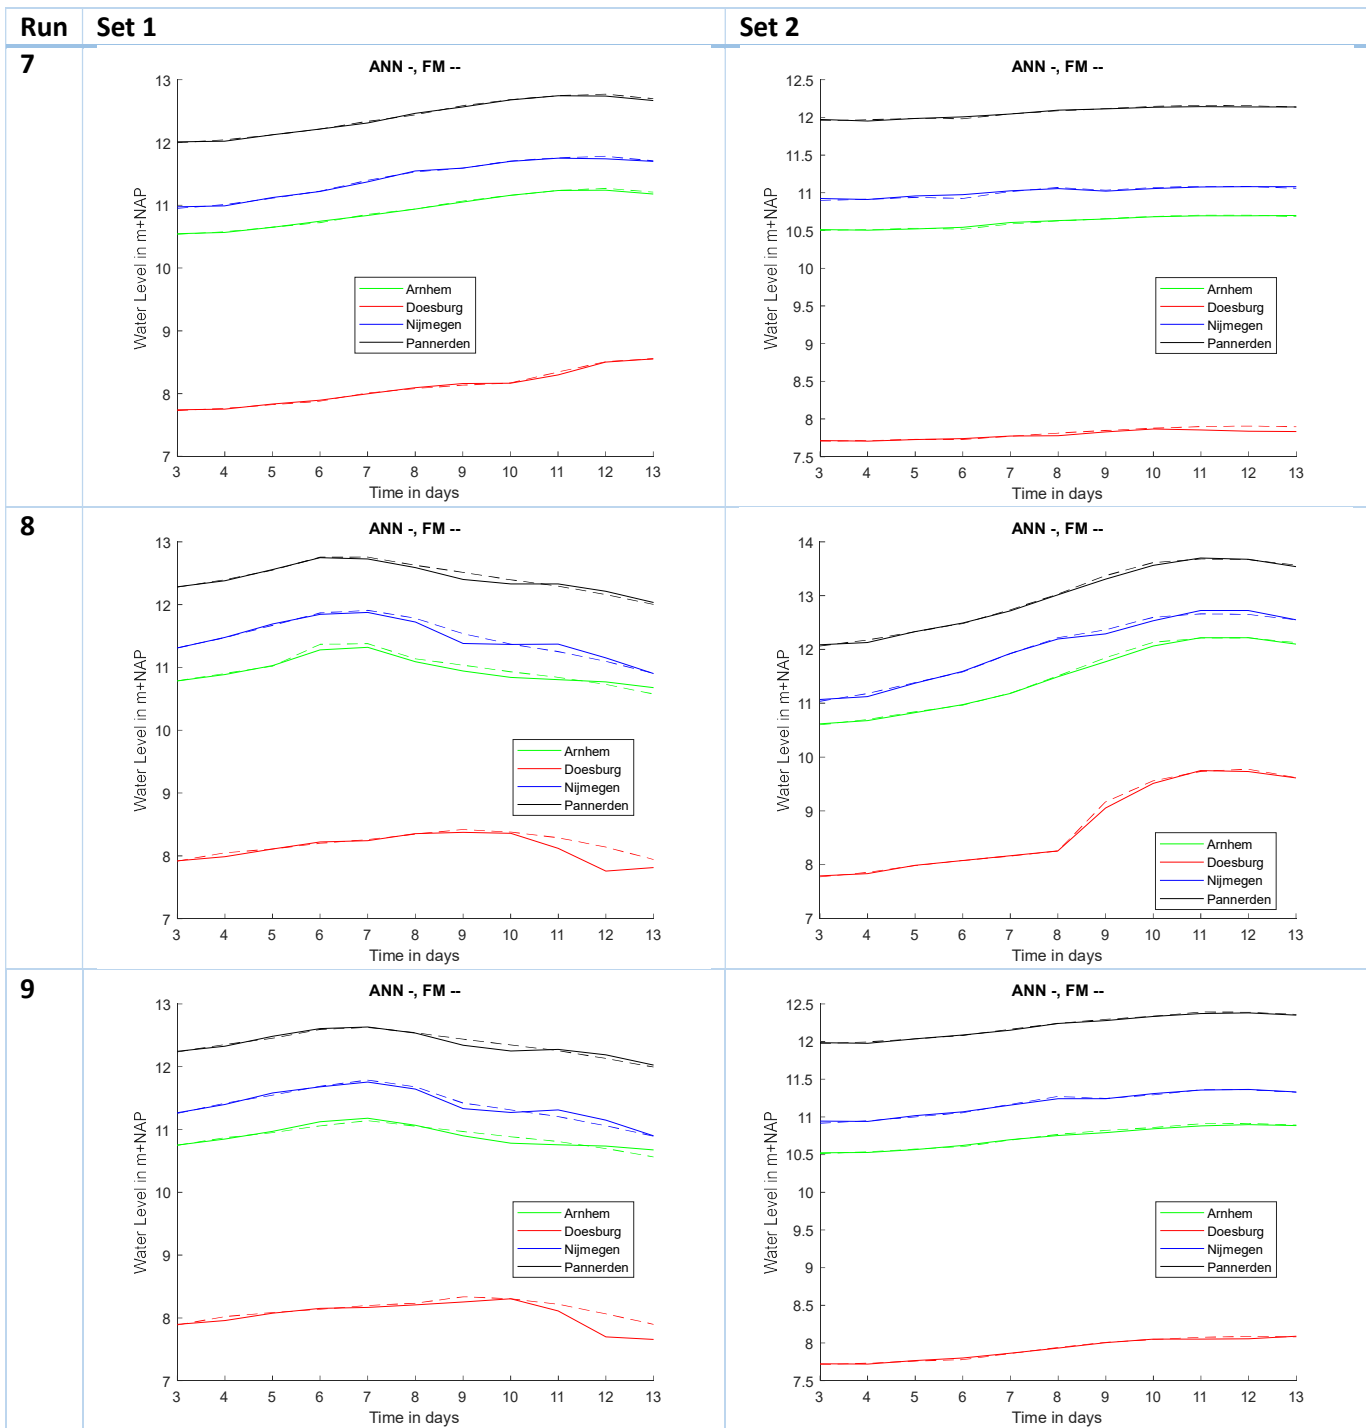 Run Set 1 Set 2
7
ANN -, FM --
13
12
11
10
9
8
7
Water Level in m+NAP
Arnhem
Doesburg
Nijmegen
Pannerden
3 4 5 6 7 8 9 10 11 12 13
Time in days
ANN -, FM --
12.5
12
11.5
11
10.5
10
9.5
9
8.5
8
7.5
Water Level in m+NAP
Arnhem
Doesburg
Nijmegen
Pannerden
3 4 5 6 7 8 9 10 11 12 13
Time in days
8
ANN -, FM --
13
12
11
10
9
8
7
Water Level in m+NAP
Arnhem
Doesburg
Nijmegen
Pannerden
3 4 5 6 7 8 9 10 11 12 13
Time in days
ANN -, FM --
14
13
12
11
10
9
8
7
Water Level in m+NAP
Arnhem
Doesburg
Nijmegen
Pannerden
3 4 5 6 7 8 9 10 11 12 13
Time in days
9
ANN -, FM --
13
12
11
10
9
8
7
Water Level in m+NAP
Arnhem
Doesburg
Nijmegen
Pannerden
3 4 5 6 7 8 9 10 11 12 13
Time in days
ANN -, FM --
12.5
12
11.5
11
10.5
10
9.5
9
8.5
8
7.5
Water Level in m+NAP
Arnhem
Doesburg
Nijmegen
Pannerden
3 4 5 6 7 8 9 10 11 12 13
Time in days